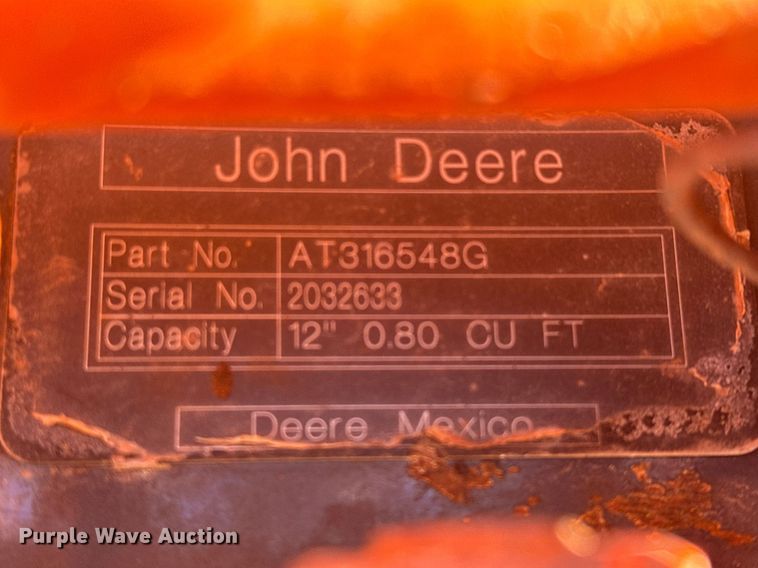 John Deere
Part No. AT316548G
Serial No. 2032633
Capacity 12" 0.80 CU FT
Deere Mexico
Purple Wave Auction